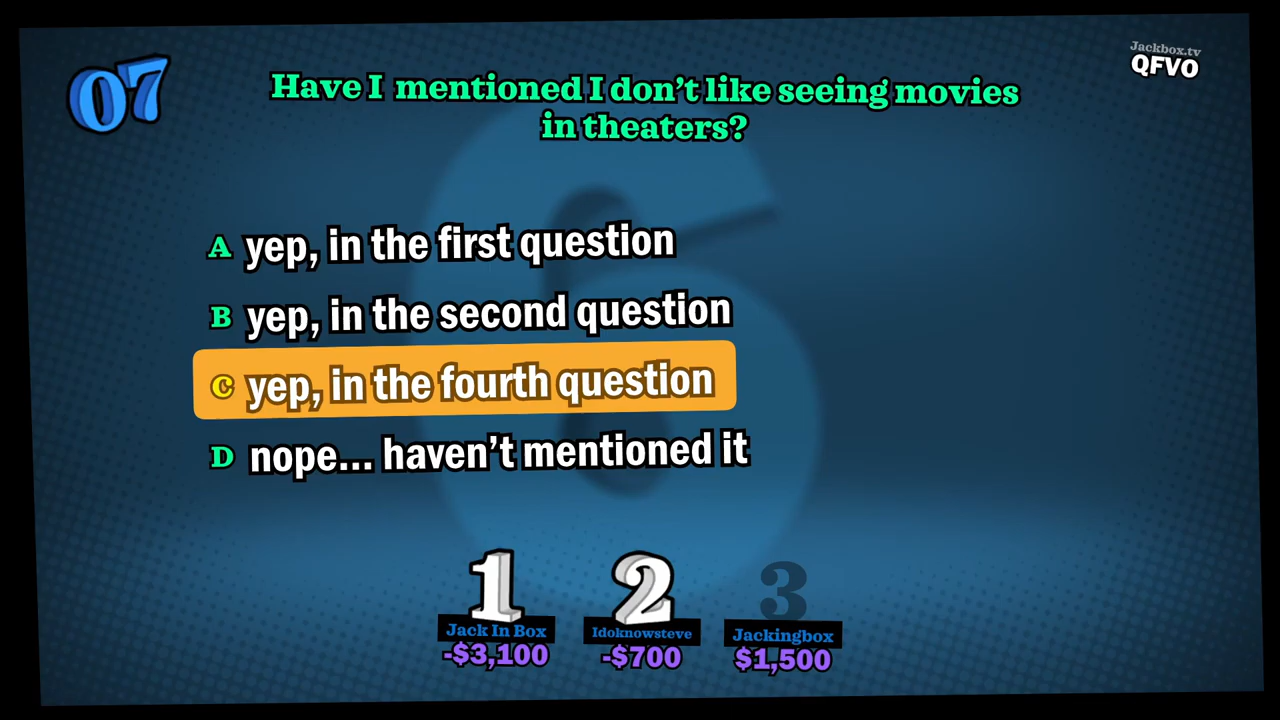 07
Jackbox.tv
QFVO
Have I mentioned I don't like seeing movies
in theaters?
A yep, in the first question
B yep, in the second question
C yep, in the fourth question
D nope... haven't mentioned it
6
1 2 3
Jack In Box Idoknowsteve Jackingbox
-$3,100 -$700 $1,500